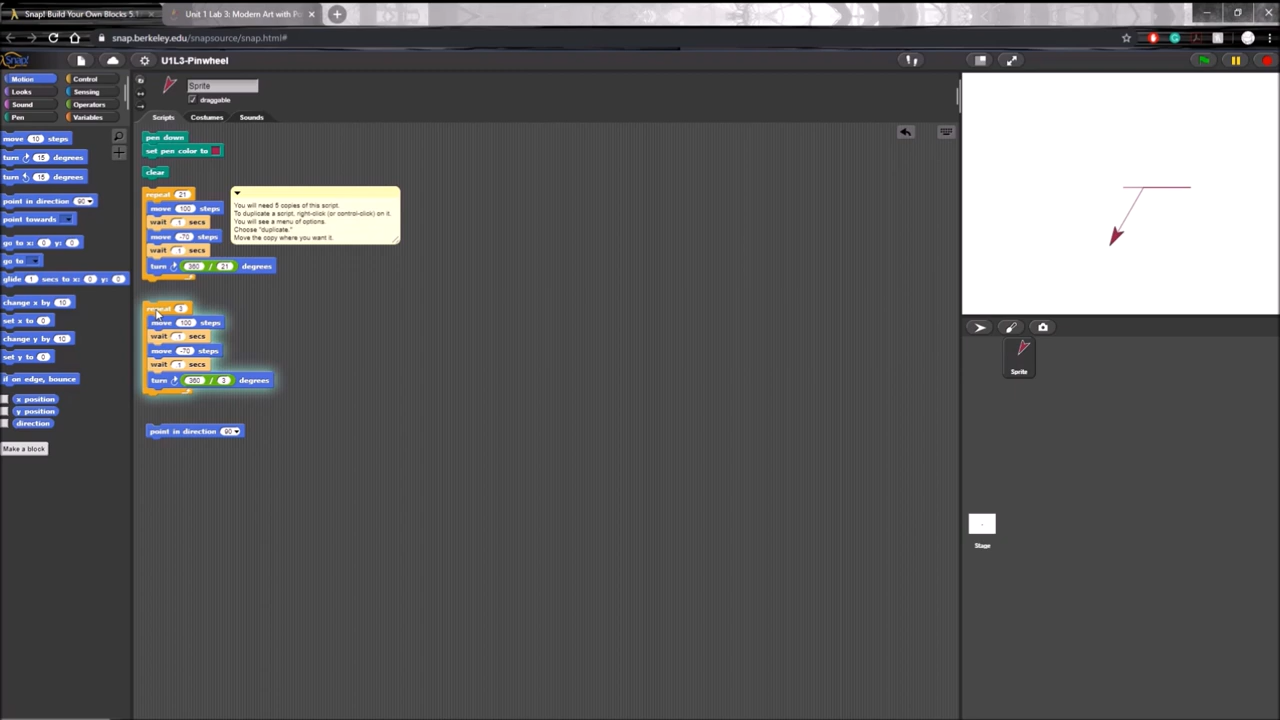 Snap! Build Your Own Blocks 5.1
Unit 1 Lab 3: Modern Art with Po
snap.berkeley.edu/snapsource/snap.html#
Snap!
U1L3-Pinwheel
Motion
Control
Looks
Sensing
Sound
Operators
Pen
Variables
Sprite
draggable
Scripts
Costumes
Sounds
move 10 steps
turn 15 degrees
turn 15 degrees
point in direction 90
point towards
go to x: 0 y: 0
go to
glide 1 secs to x: 0 y: 0
change x by 10
set x to 0
change y by 10
set y to 0
if on edge, bounce
x position
y position
direction
Make a block
pen down
set pen color to
clear
repeat 21
move 100 steps
wait 1 secs
move -70 steps
wait 1 secs
turn 360 / 21 degrees
You will need 5 copies of this script.
To duplicate a script, right-click (or control-click) on it.
You will see a menu of options.
Choose "duplicate."
Move the copy where you want it.
repeat 3
move 100 steps
wait 1 secs
move -70 steps
wait 1 secs
turn 360 / 3 degrees
point in direction 90
Sprite
Stage